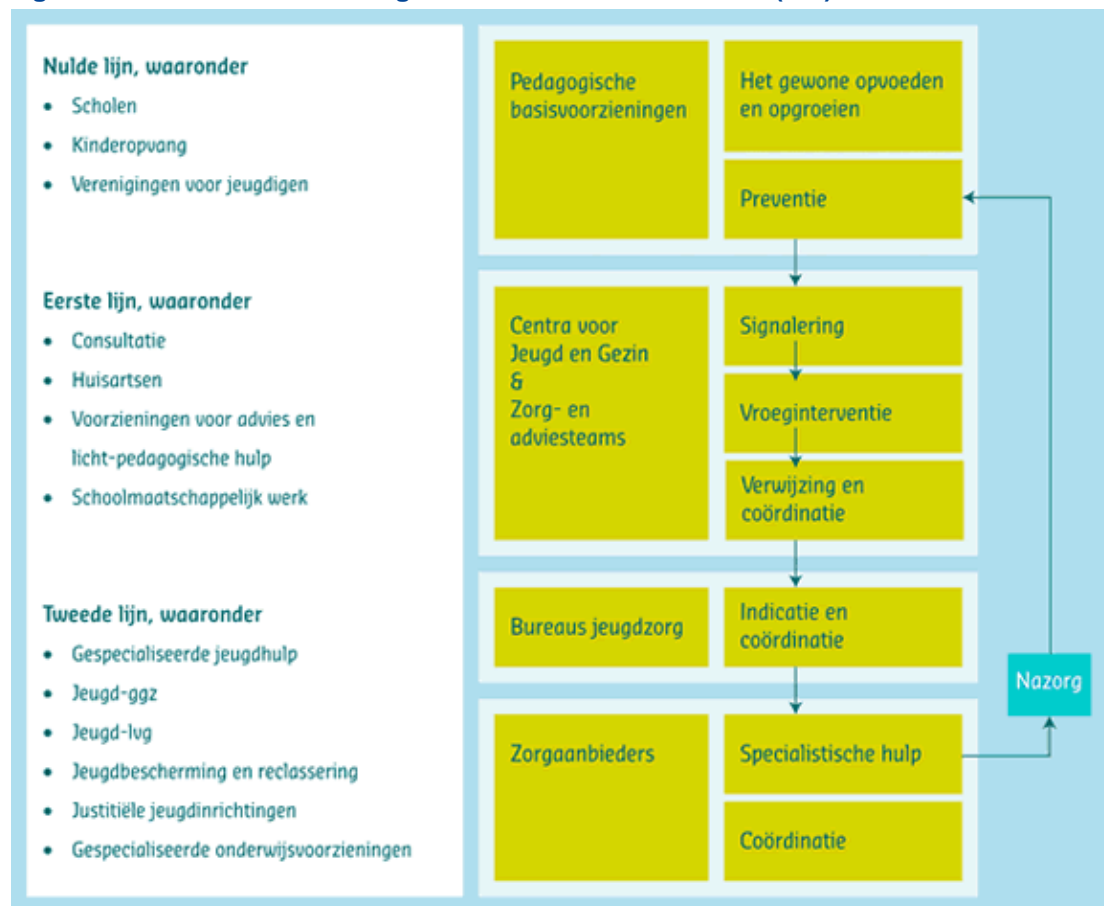 Nulde lijn, waaronder
• Scholen
• Kinderopvang
• Verenigingen voor jeugdigen
Pedagogische
basisvoorzieningen
Het gewone opvoeden
en opgroeien
Preventie
Eerste lijn, waaronder
• Consultatie
• Huisartsen
• Voorzieningen voor advies en
licht-pedagogische hulp
• Schoolmaatschappelijk werk
Centra voor
Jeugd en Gezin
&
Zorg- en
adviesteams
Signalering
Vroeginterventie
Verwijzing en
coördinatie
Tweede lijn, waaronder
• Gespecialiseerde jeugdhulp
• Jeugd-ggz
• Jeugd-lvg
• Jeugdbescherming en reclassering
• Justitiële jeugdinrichtingen
• Gespecialiseerde onderwijsvoorzieningen
Bureaus jeugdzorg
Indicatie en
coördinatie
Zorgaanbieders
Specialistische hulp
Coördinatie
Nazorg